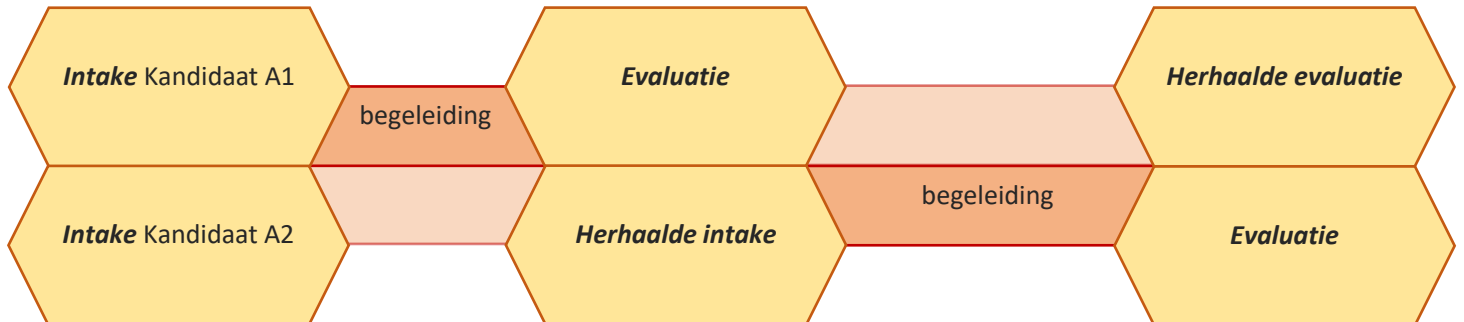 Intake Kandidaat A1
begeleiding
Evaluatie
Herhaalde evaluatie
Intake Kandidaat A2
Herhaalde intake
begeleiding
Evaluatie